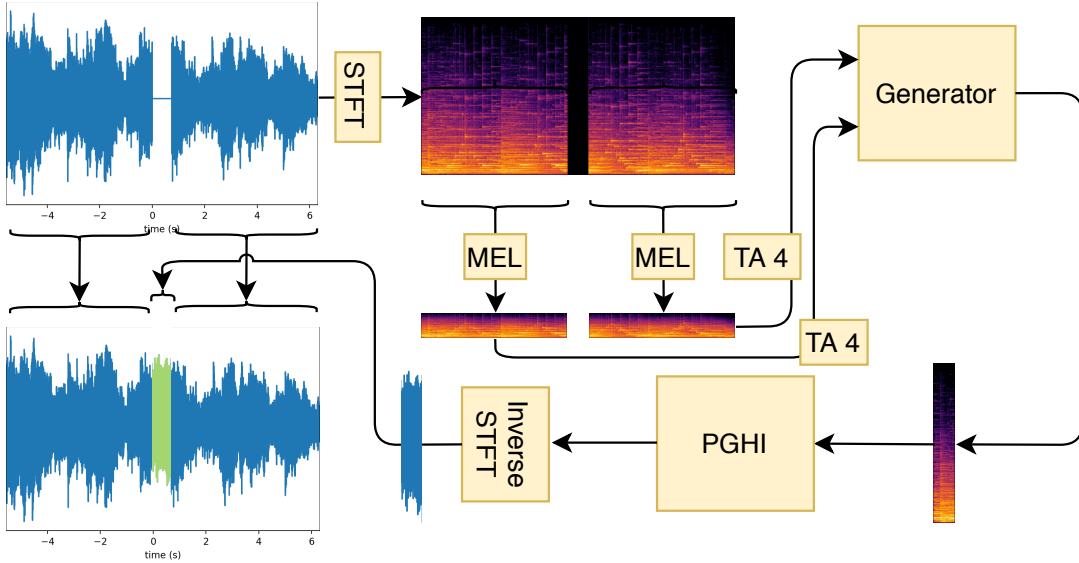 STFT
Generator
−4 −2 0 2 4 6
time (s)
MEL
MEL
TA 4
TA 4
Inverse
STFT
PGHI
−4 −2 0 2 4 6
time (s)